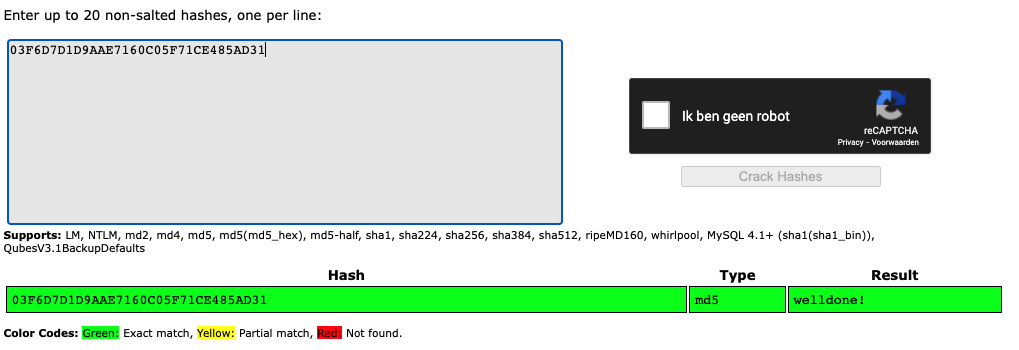 Enter up to 20 non-salted hashes, one per line:
03F6D7D1D9AAE7160C05F71CE485AD31
Ik ben geen robot
reCAPTCHA
Privacy - Voorwaarden
Crack Hashes
Supports: LM, NTLM, md2, md4, md5, md5(md5_hex), md5-half, sha1, sha224, sha256, sha384, sha512, ripeMD160, whirlpool, MySQL 4.1+ (sha1(sha1_bin)),
QubesV3.1BackupDefaults
Hash Type Result
03F6D7D1D9AAE7160C05F71CE485AD31 md5 welldone!
Color Codes: Green: Exact match, Yellow: Partial match, Red: Not found.